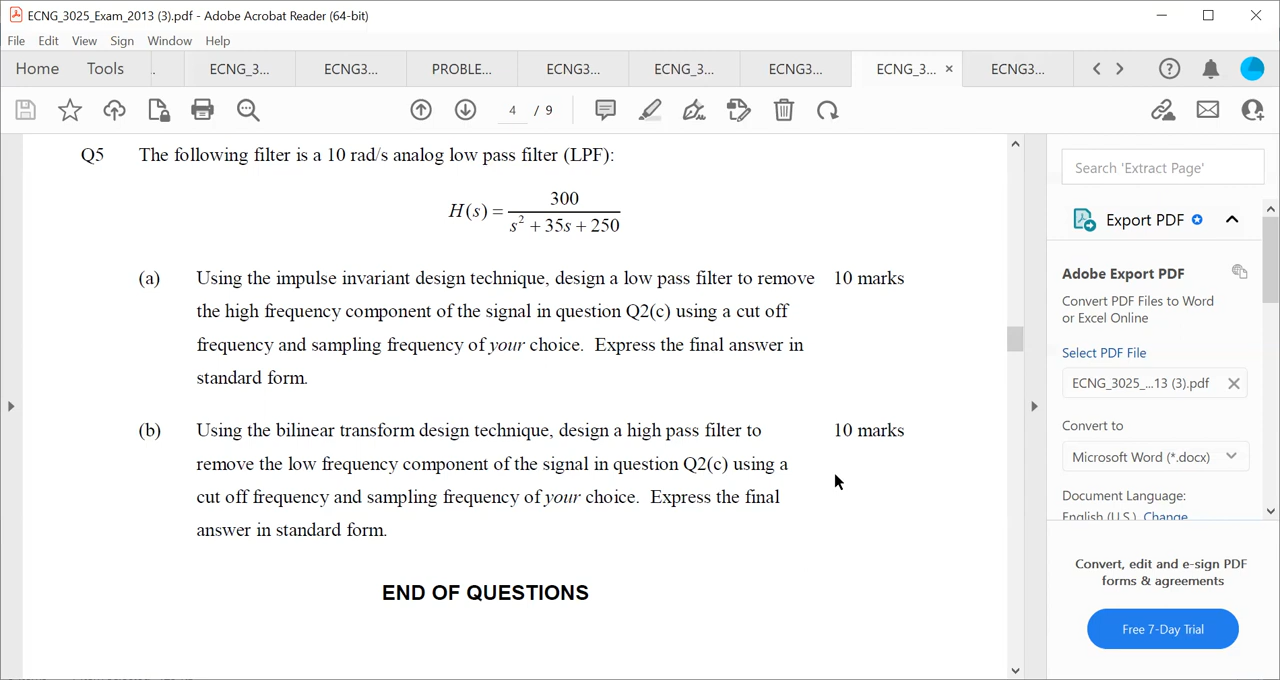 ECNG_3025_Exam_2013 (3).pdf - Adobe Acrobat Reader (64-bit)
File Edit View Sign Window Help
Home Tools . ECNG_3... ECNG3... PROBLE... ECNG3... ECNG_3... ECNG3... ECNG_3... × ECNG3...
4 / 9
Q5 The following filter is a 10 rad/s analog low pass filter (LPF):
H(s) = 300 / (s² + 35s + 250)
(a) Using the impulse invariant design technique, design a low pass filter to remove 10 marks
the high frequency component of the signal in question Q2(c) using a cut off
frequency and sampling frequency of your choice. Express the final answer in
standard form.
(b) Using the bilinear transform design technique, design a high pass filter to 10 marks
remove the low frequency component of the signal in question Q2(c) using a
cut off frequency and sampling frequency of your choice. Express the final
answer in standard form.
END OF QUESTIONS
Search 'Extract Page'
Export PDF
Adobe Export PDF
Convert PDF Files to Word
or Excel Online
Select PDF File
ECNG_3025_...13 (3).pdf
Convert to
Microsoft Word (*.docx)
Document Language:
English (U.S.) Change
Convert, edit and e-sign PDF
forms & agreements
Free 7-Day Trial